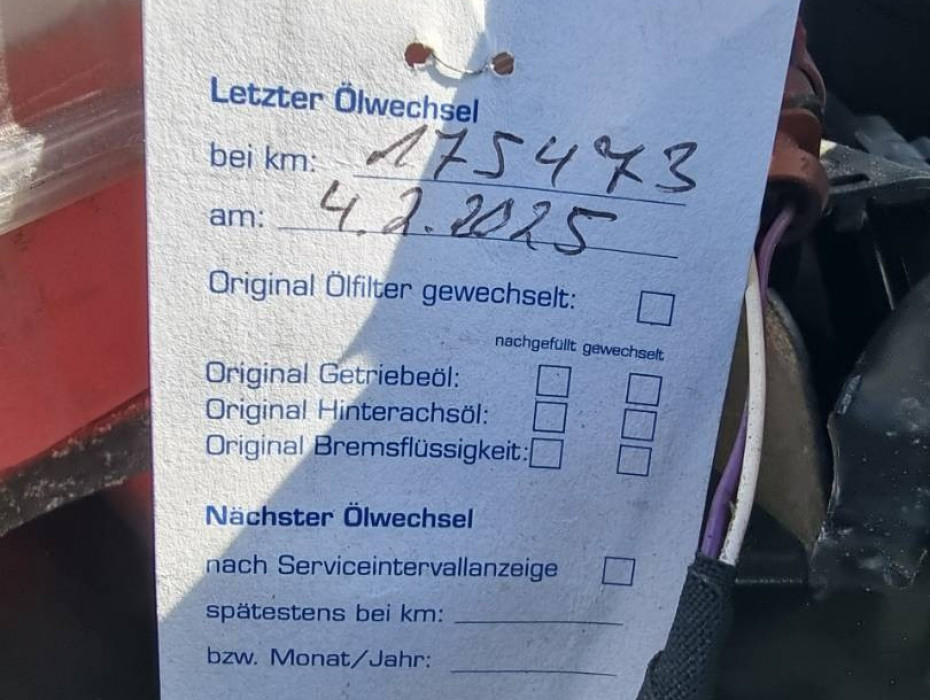 Letzter Ölwechsel
bei km: 175473
am: 4.2.2025
Original Ölfilter gewechselt:
nachgefüllt gewechselt
Original Getriebeöl:
Original Hinterachsöl:
Original Bremsflüssigkeit:
Nächster Ölwechsel
nach Serviceintervallanzeige
spätestens bei km:
bzw. Monat/Jahr: